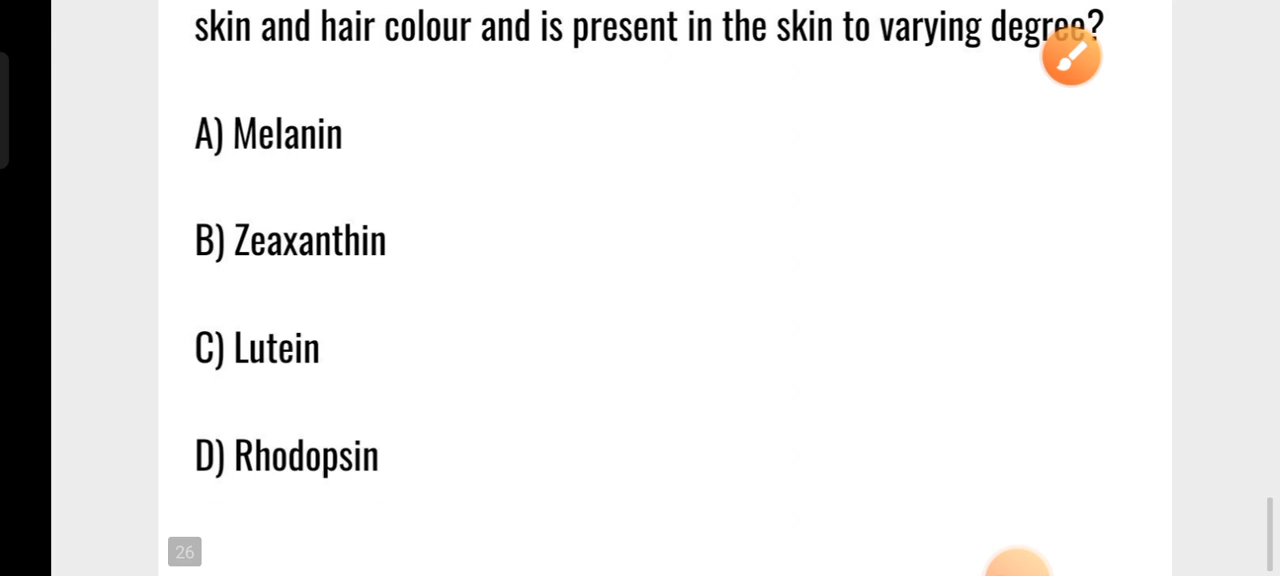 skin and hair colour and is present in the skin to varying degree?
A) Melanin
B) Zeaxanthin
C) Lutein
D) Rhodopsin
26